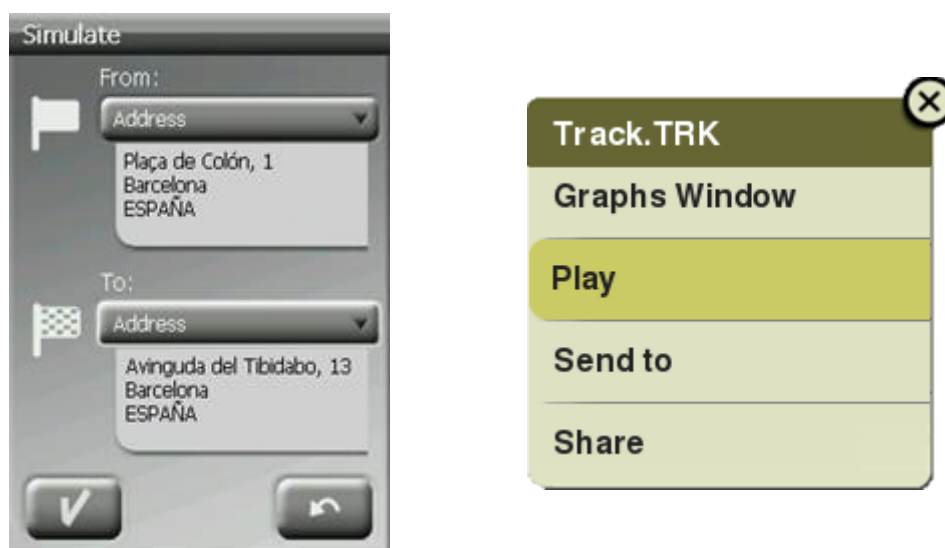 Simulate
From:
Address
Plaça de Colón, 1
Barcelona
ESPAÑA
To:
Address
Avinguda del Tibidabo, 13
Barcelona
ESPAÑA
Track.TRK
Graphs Window
Play
Send to
Share